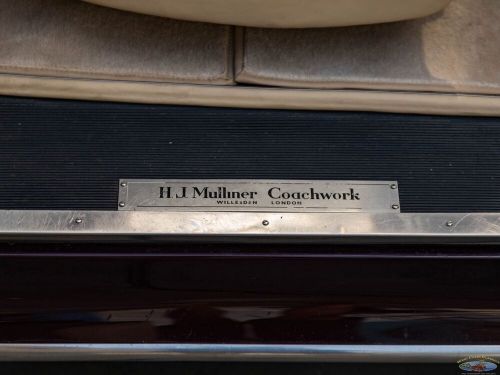 H.J. Mulliner Coachwork
WILLESDEN LONDON